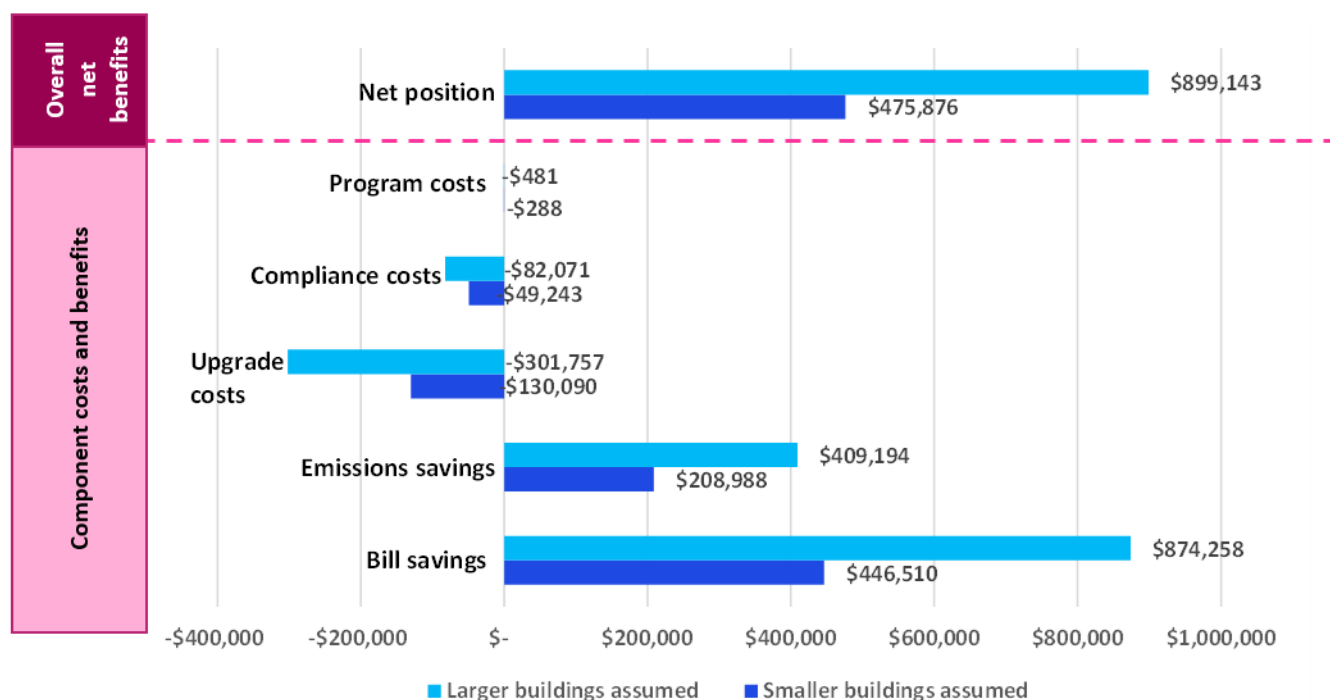 Overall
net
benefits
Component costs and benefits
Net position
$899,143
$475,876
Program costs
-$481
-$288
Compliance costs
-$82,071
-$49,243
Upgrade
costs
-$301,757
-$130,090
Emissions savings
$409,194
$208,988
Bill savings
$874,258
$446,510
-$400,000 -$200,000 $- $200,000 $400,000 $600,000 $800,000 $1,000,000
Larger buildings assumed Smaller buildings assumed